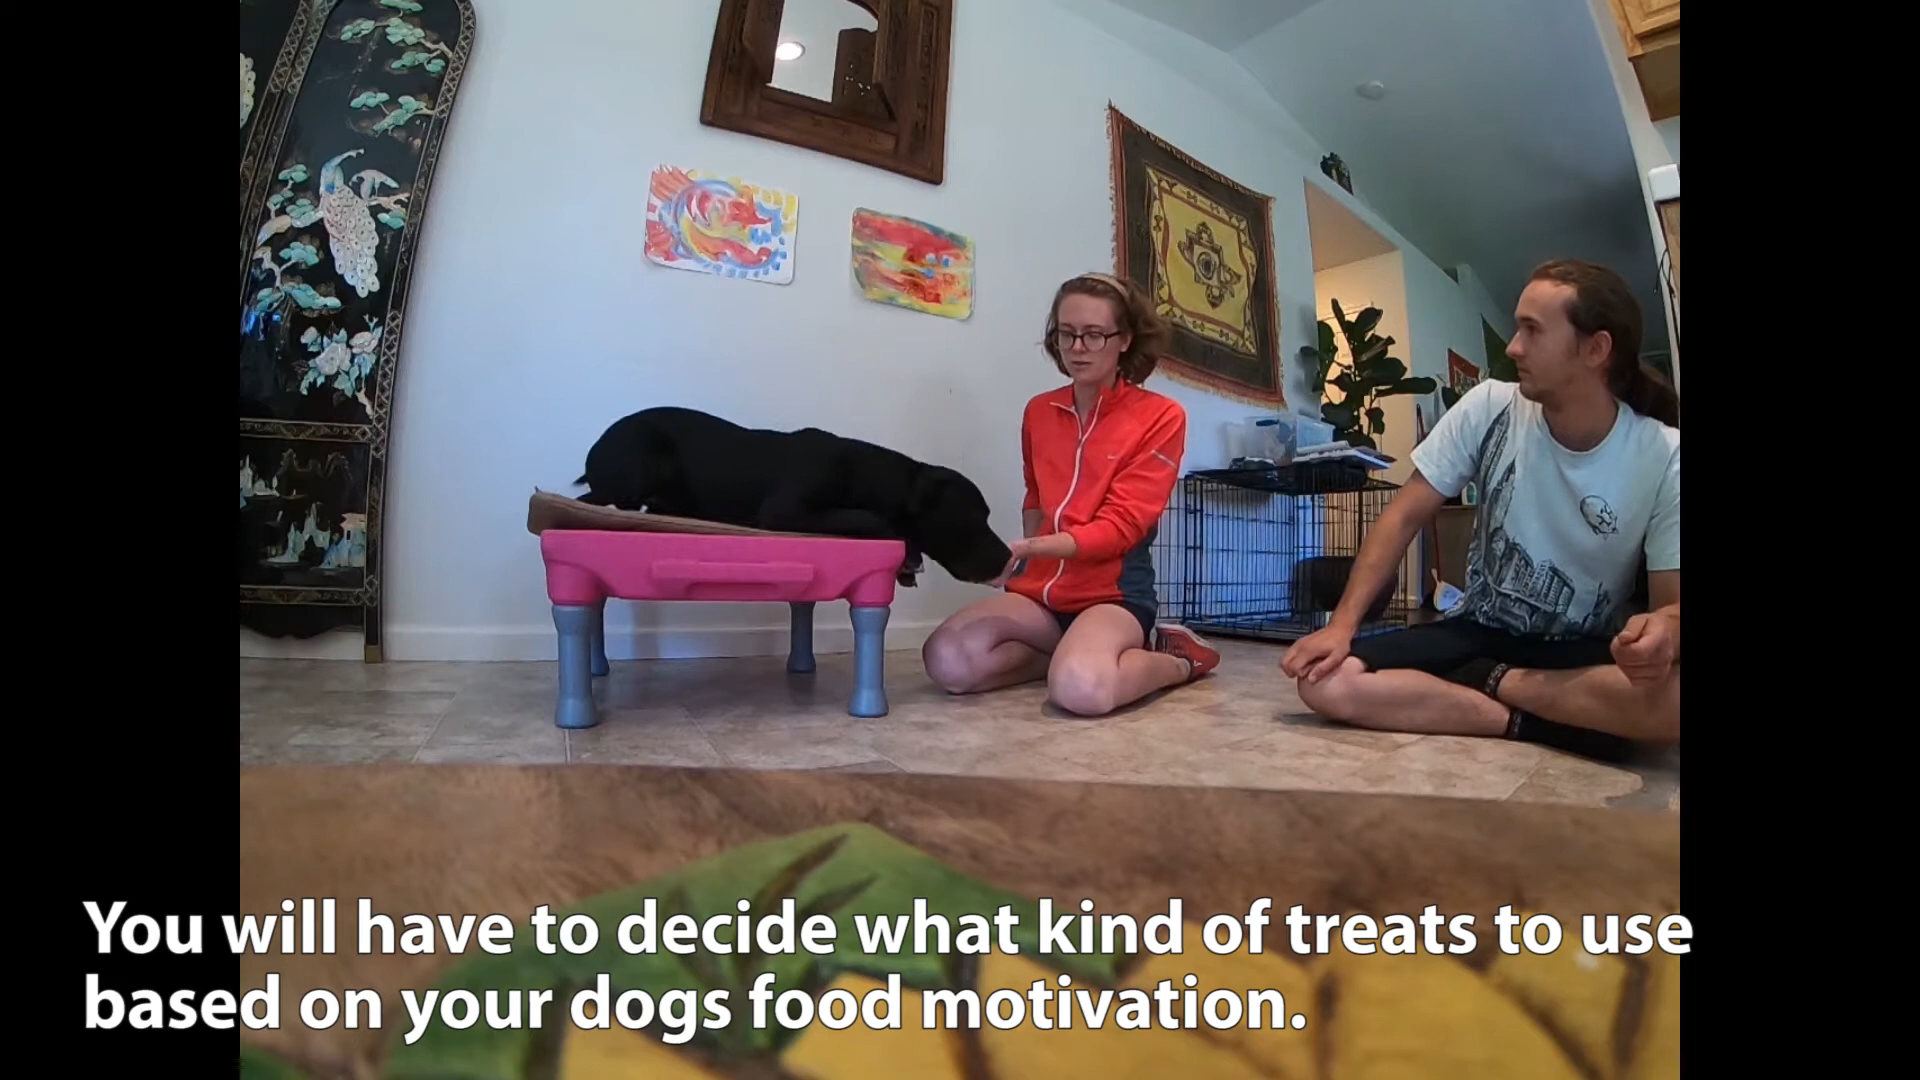 You will have to decide what kind of treats to use
based on your dogs food motivation.